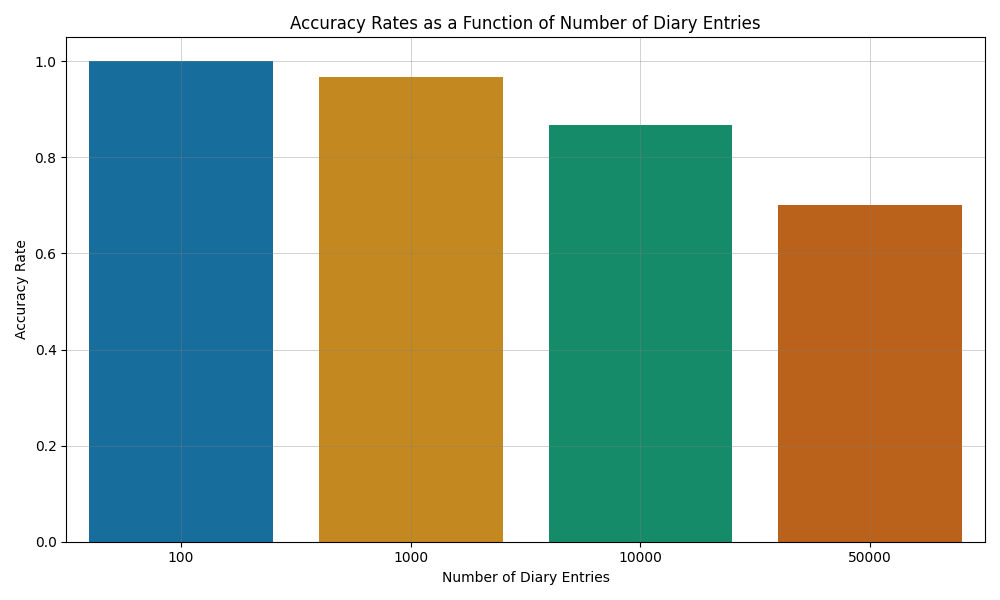 Accuracy Rates as a Function of Number of Diary Entries
1.0
0.8
0.6
0.4
0.2
0.0
Accuracy Rate
100 1000 10000 50000
Number of Diary Entries